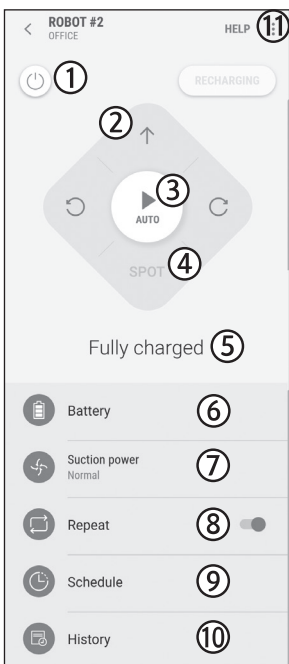 ROBOT #2
OFFICE
HELP 11
1
RECHARGING
2
3
AUTO
SPOT 4
Fully charged 5
Battery 6
Suction power
Normal 7
Repeat 8
Schedule 9
History 10